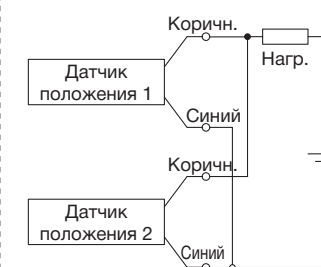 Коричн.
Нагр.
Датчик
положения 1
Синий
Коричн.
Датчик
положения 2
Синий